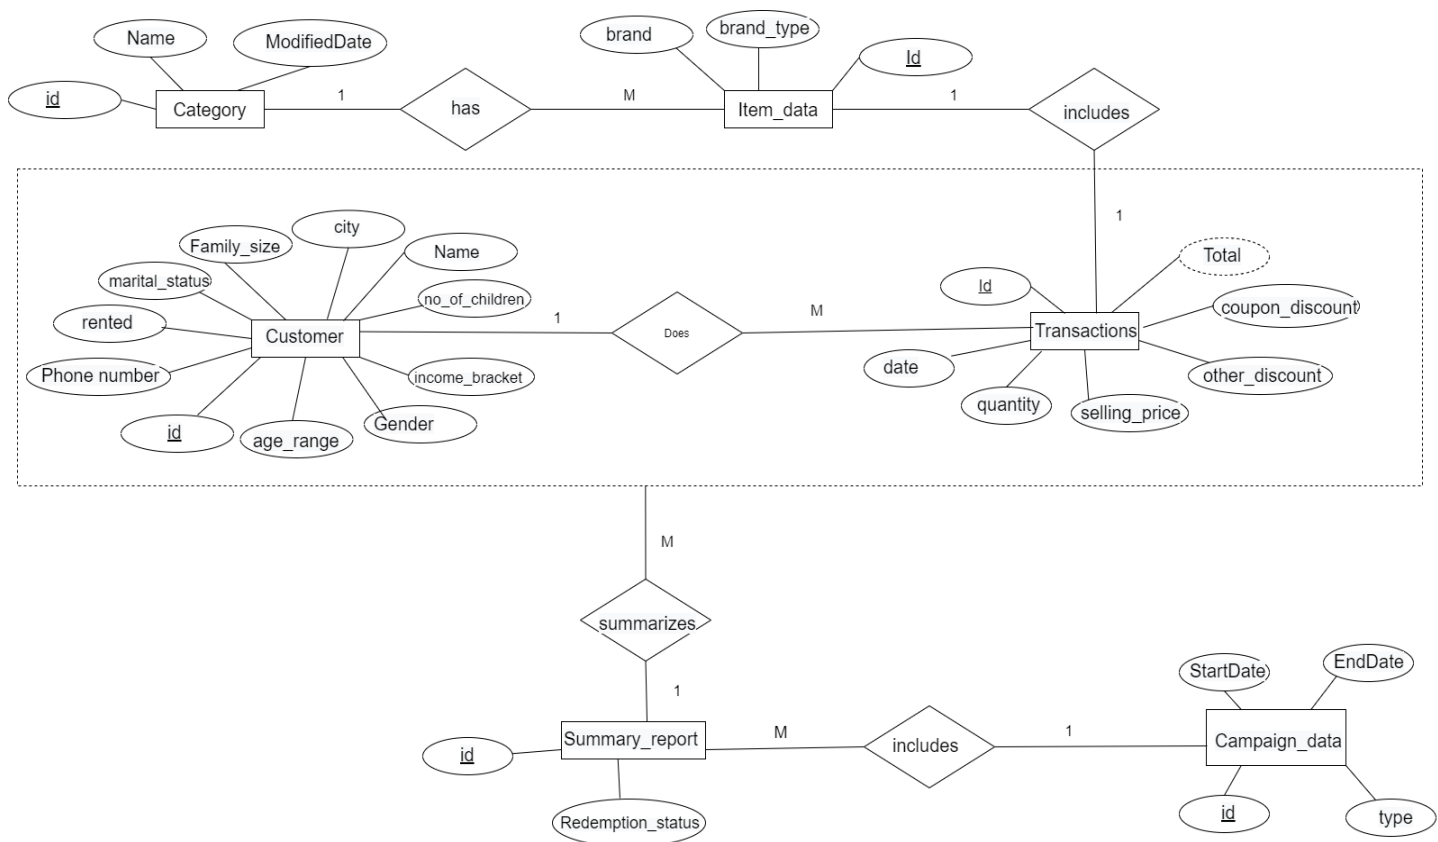 Name
ModifiedDate
id
Category
1
has
M
brand
brand_type
Id
Item_data
1
includes
1
Family_size
city
Name
marital_status
no_of_children
rented
Customer
Phone number
income_bracket
id
age_range
Gender
1
Does
M
Id
Total
coupon_discount
Transactions
date
other_discount
quantity
selling_price
M
summarizes
1
Summary_report
id
Redemption_status
M
includes
1
StartDate
EndDate
Campaign_data
id
type